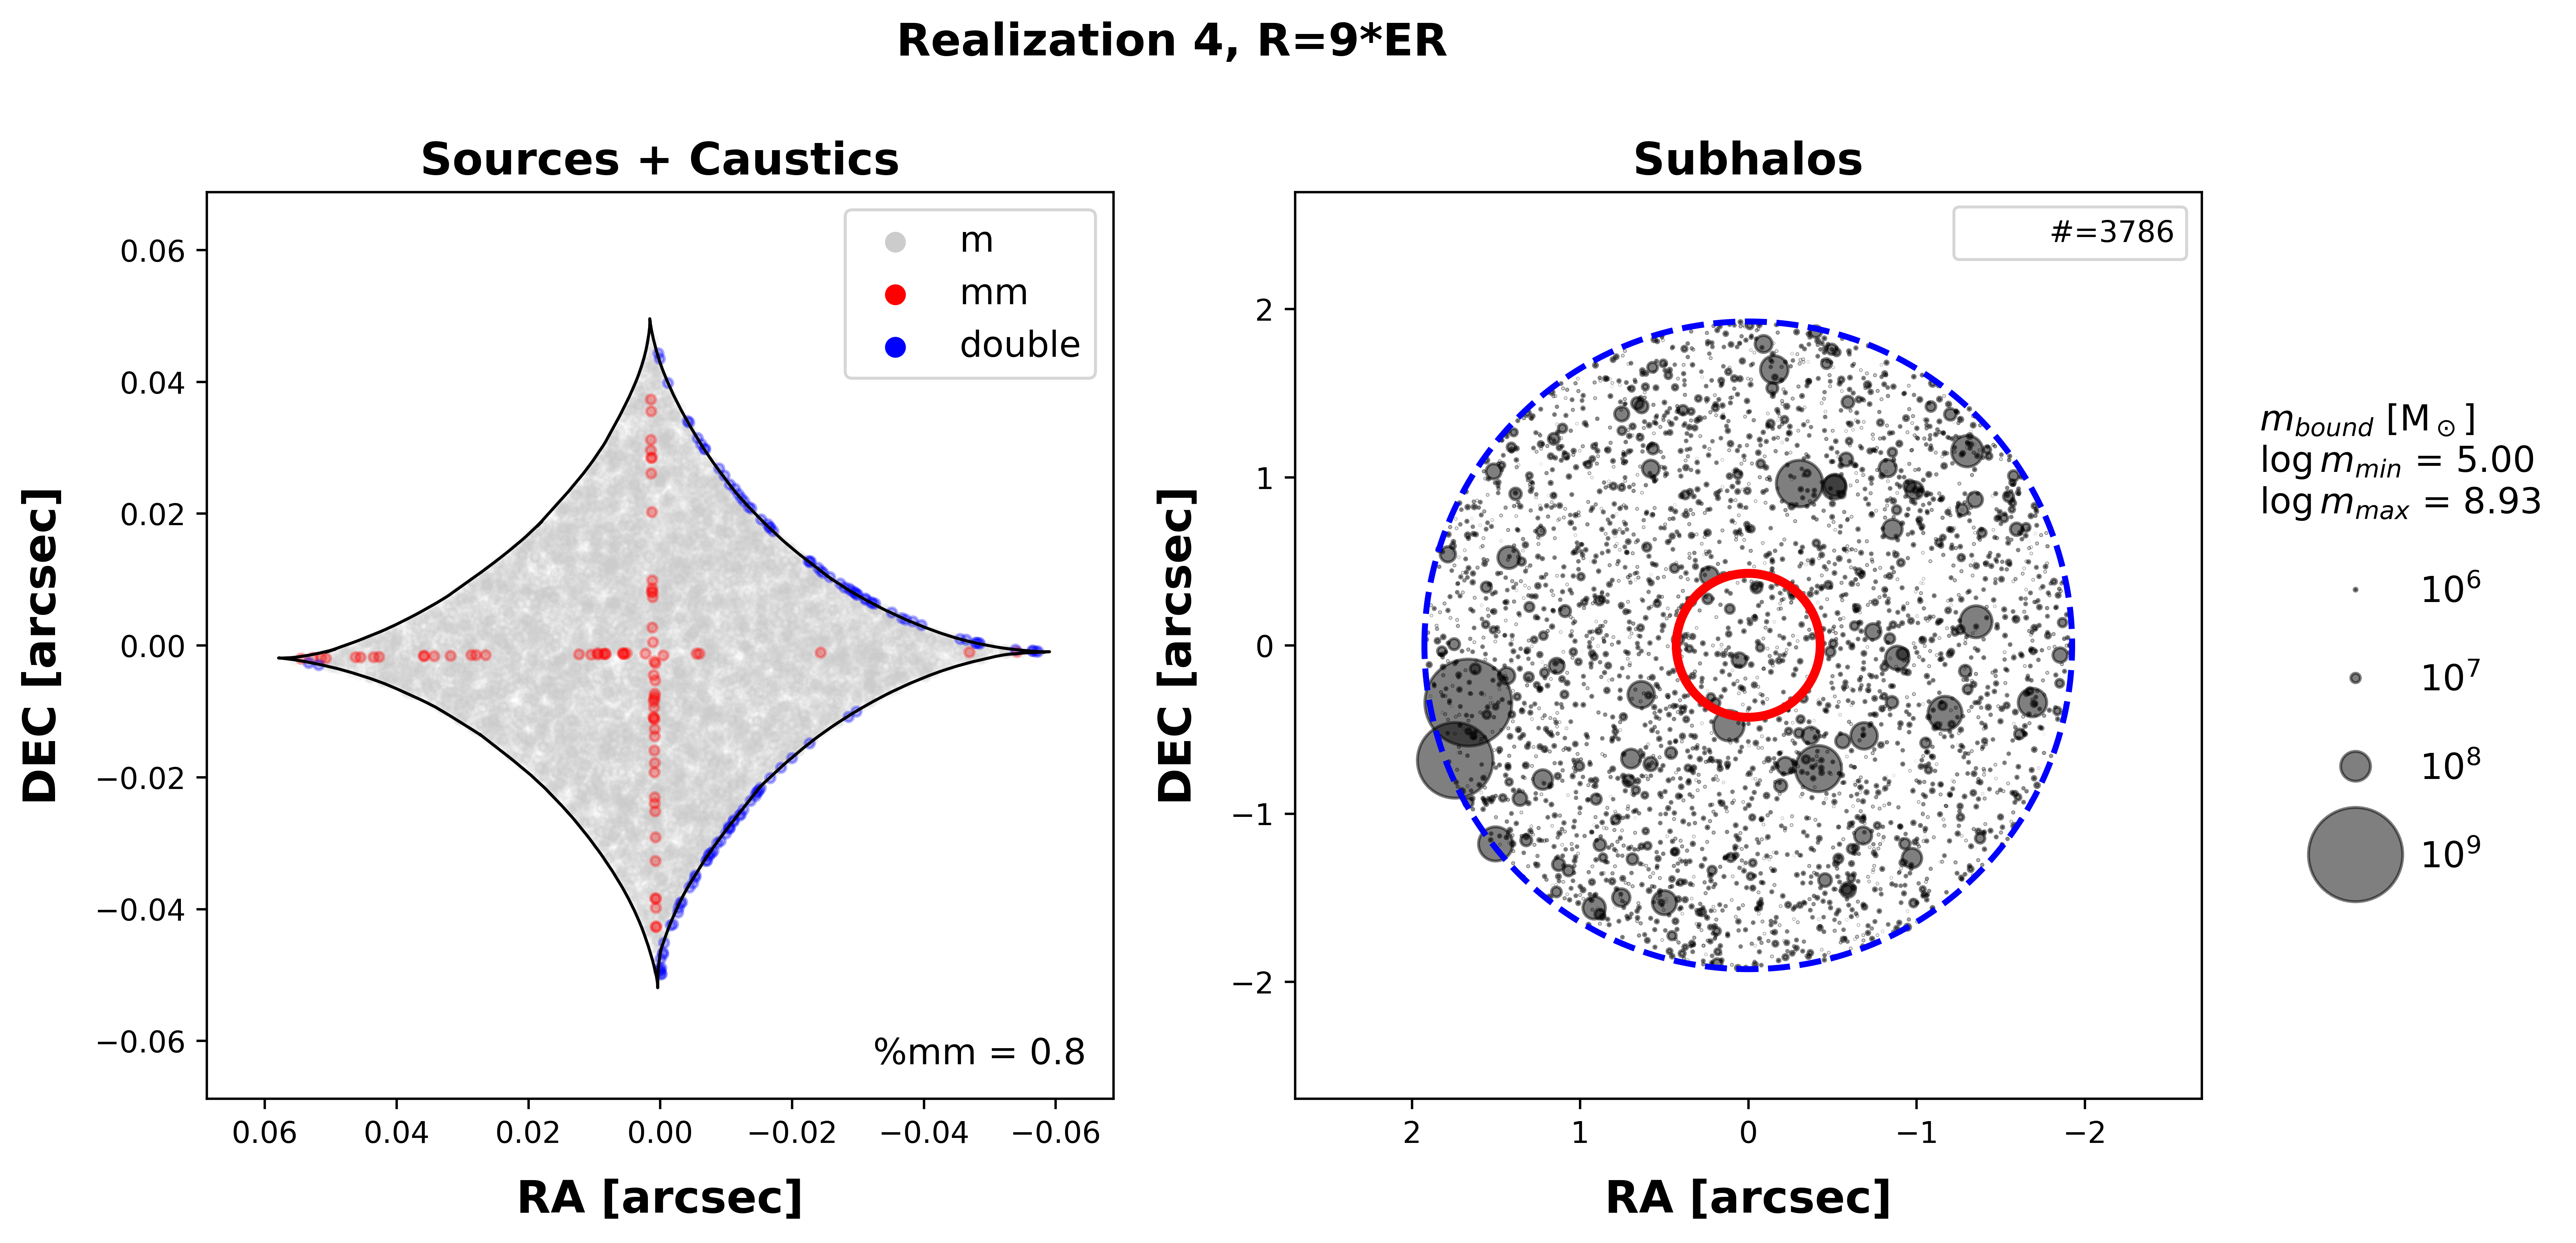 Realization 4, R=9*ER
Sources + Caustics
m
mm
double
0.06
0.04
0.02
0.00
−0.02
−0.04
−0.06
DEC [arcsec]
%mm = 0.8
0.06 0.04 0.02 0.00 −0.02 −0.04 −0.06
RA [arcsec]
Subhalos
#=3786
2
1
0
−1
−2
DEC [arcsec]
2 1 0 −1 −2
RA [arcsec]
m_bound [M_⊙]
log m_min = 5.00
log m_max = 8.93
10^6
10^7
10^8
10^9